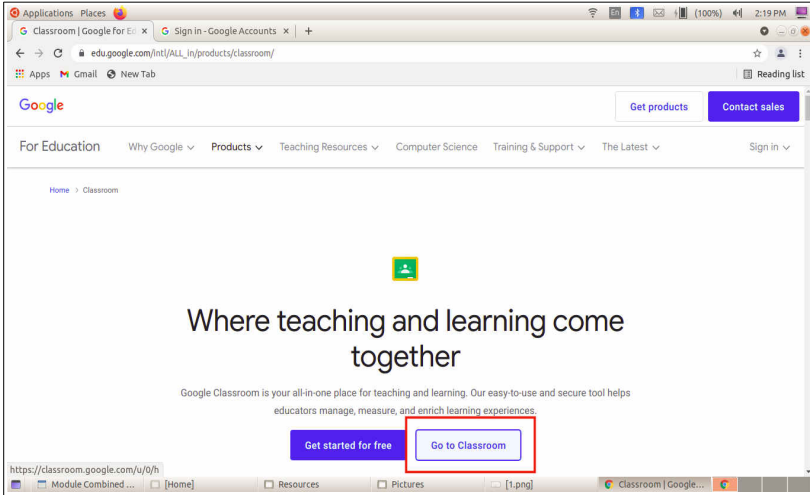 Applications Places En (100%) 2:19 PM
Classroom | Google for Ed × G Sign in - Google Accounts × +
edu.google.com/intl/ALL_in/products/classroom/
Apps Gmail New Tab Reading list
Google Get products Contact sales
For Education Why Google Products Teaching Resources Computer Science Training & Support The Latest Sign in
Home > Classroom
Where teaching and learning come
together
Google Classroom is your all-in-one place for teaching and learning. Our easy-to-use and secure tool helps
educators manage, measure, and enrich learning experiences.
Get started for free Go to Classroom
https://classroom.google.com/u/0/h
Module Combined ... [Home] Resources Pictures [1.png] Classroom | Google...